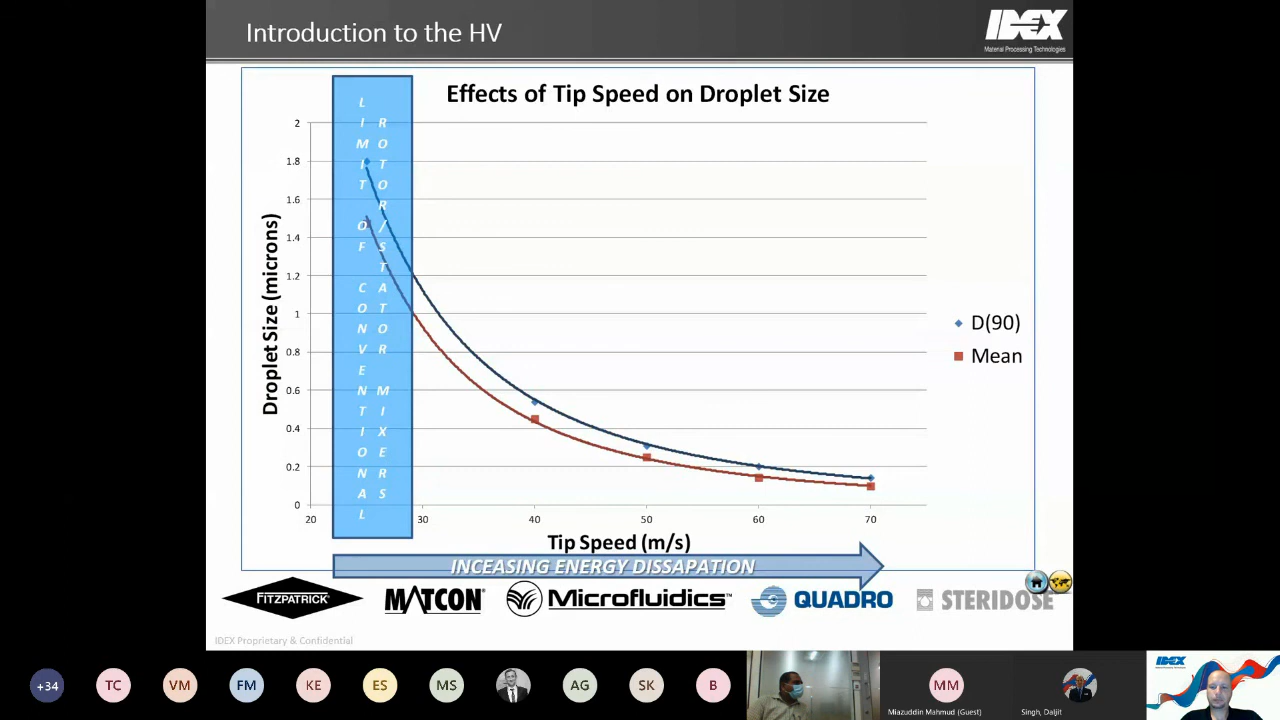 Introduction to the HV
IDEX
Material Processing Technologies
Effects of Tip Speed on Droplet Size
LIMIT OF CONVENTIONAL
ROTOR/STATOR MIXERS
Droplet Size (microns)
2
1.8
1.6
1.4
1.2
1
0.8
0.6
0.4
0.2
0
20 30 40 50 60 70
Tip Speed (m/s)
D(90)
Mean
INCEASING ENERGY DISSAPATION
FITZPATRICK
MATCON®
Microfluidics™
QUADRO
STERIDOSE
IDEX Proprietary & Confidential
+34 TC VM FM KE ES MS AG SK B MM
Miazuddin Mahmud (Guest)
Singh, Daljit
IDEX